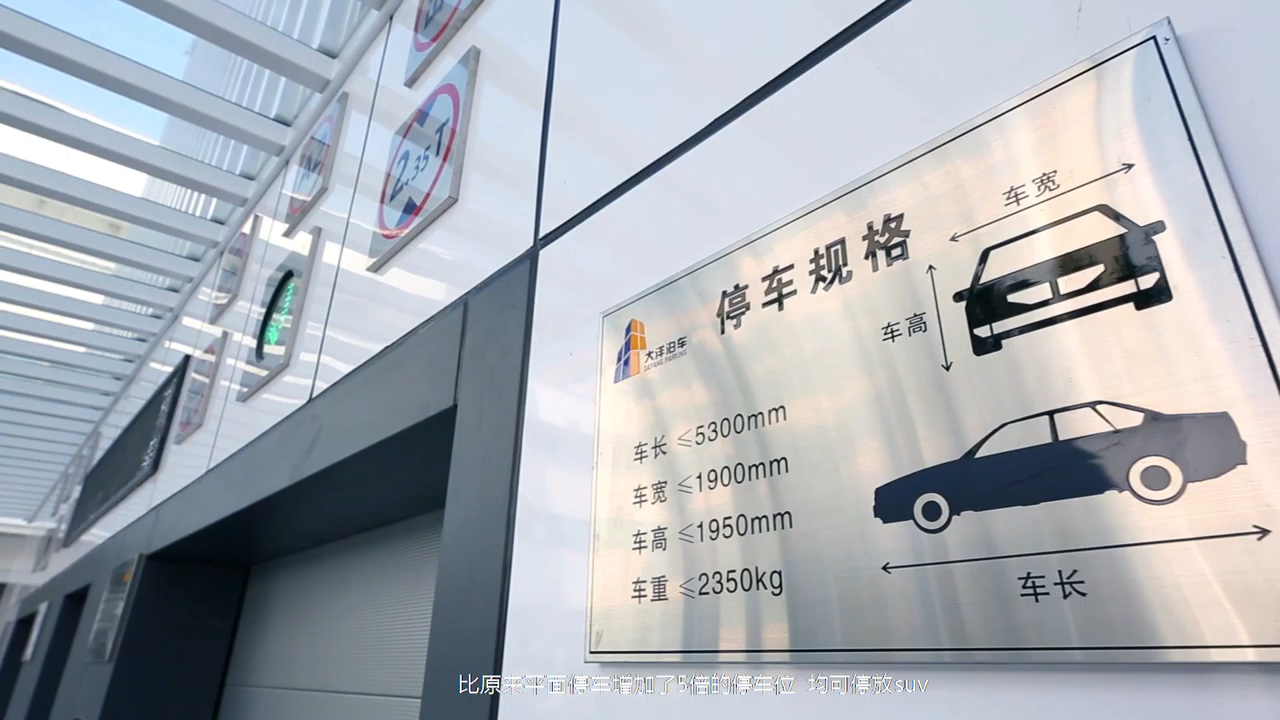 2.35T
停车规格
大洋泊车
DAYANG PARKING
车宽
车高
车长 ≤5300mm
车宽 ≤1900mm
车高 ≤1950mm
车重 ≤2350kg
车长
比原来平面停车增加了5倍的停车位 均可停放suv